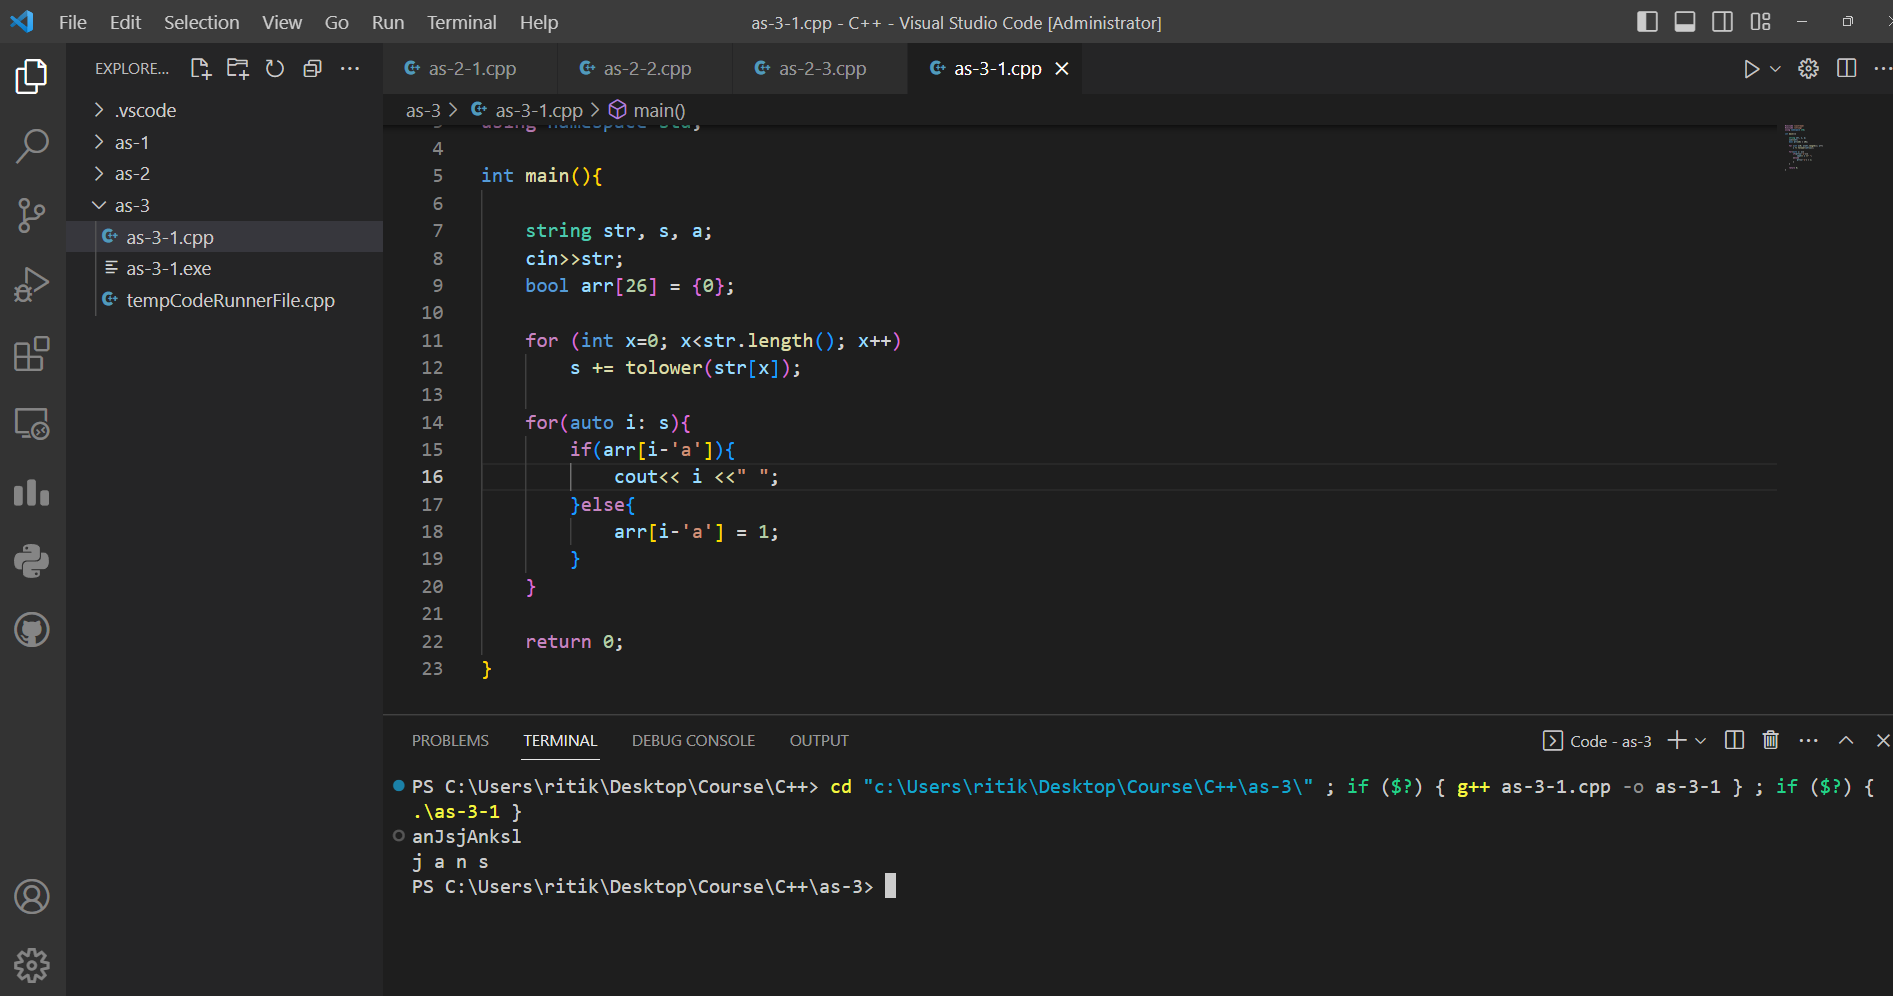 File Edit Selection View Go Run Terminal Help as-3-1.cpp - C++ - Visual Studio Code [Administrator]
EXPLORE...
.vscode
as-1
as-2
as-3
as-3-1.cpp
as-3-1.exe
tempCodeRunnerFile.cpp
as-2-1.cpp as-2-2.cpp as-2-3.cpp as-3-1.cpp
as-3 > as-3-1.cpp > main()
3 using namespace std;
4
5 int main(){
6
7 string str, s, a;
8 cin>>str;
9 bool arr[26] = {0};
10
11 for (int x=0; x<str.length(); x++)
12 s += tolower(str[x]);
13
14 for(auto i: s){
15 if(arr[i-'a']){
16 cout<< i <<" ";
17 }else{
18 arr[i-'a'] = 1;
19 }
20 }
21
22 return 0;
23 }
PROBLEMS TERMINAL DEBUG CONSOLE OUTPUT Code - as-3
PS C:\Users\ritik\Desktop\Course\C++> cd "c:\Users\ritik\Desktop\Course\C++\as-3\" ; if ($?) { g++ as-3-1.cpp -o as-3-1 } ; if ($?) {
.\as-3-1 }
anJsjAnksl
j a n s
PS C:\Users\ritik\Desktop\Course\C++\as-3>